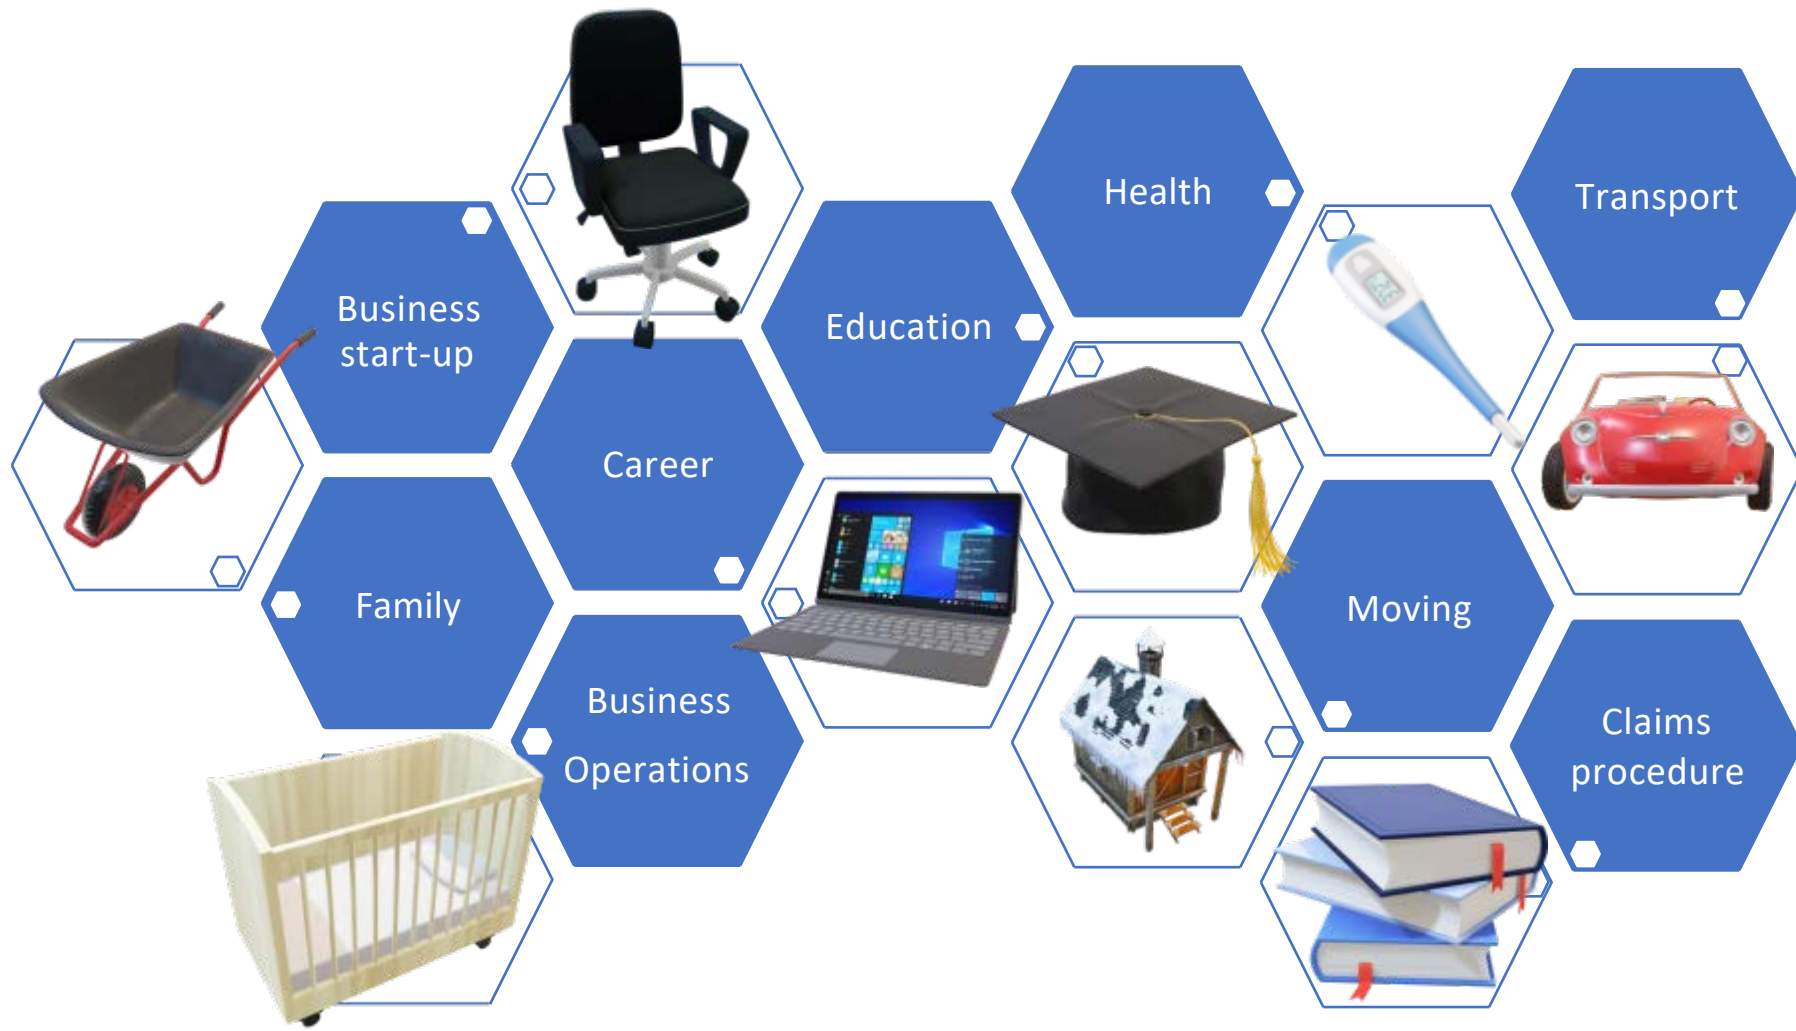 Health
Transport
Business
start-up
Education
Career
Family
Moving
Business
Operations
Claims
procedure